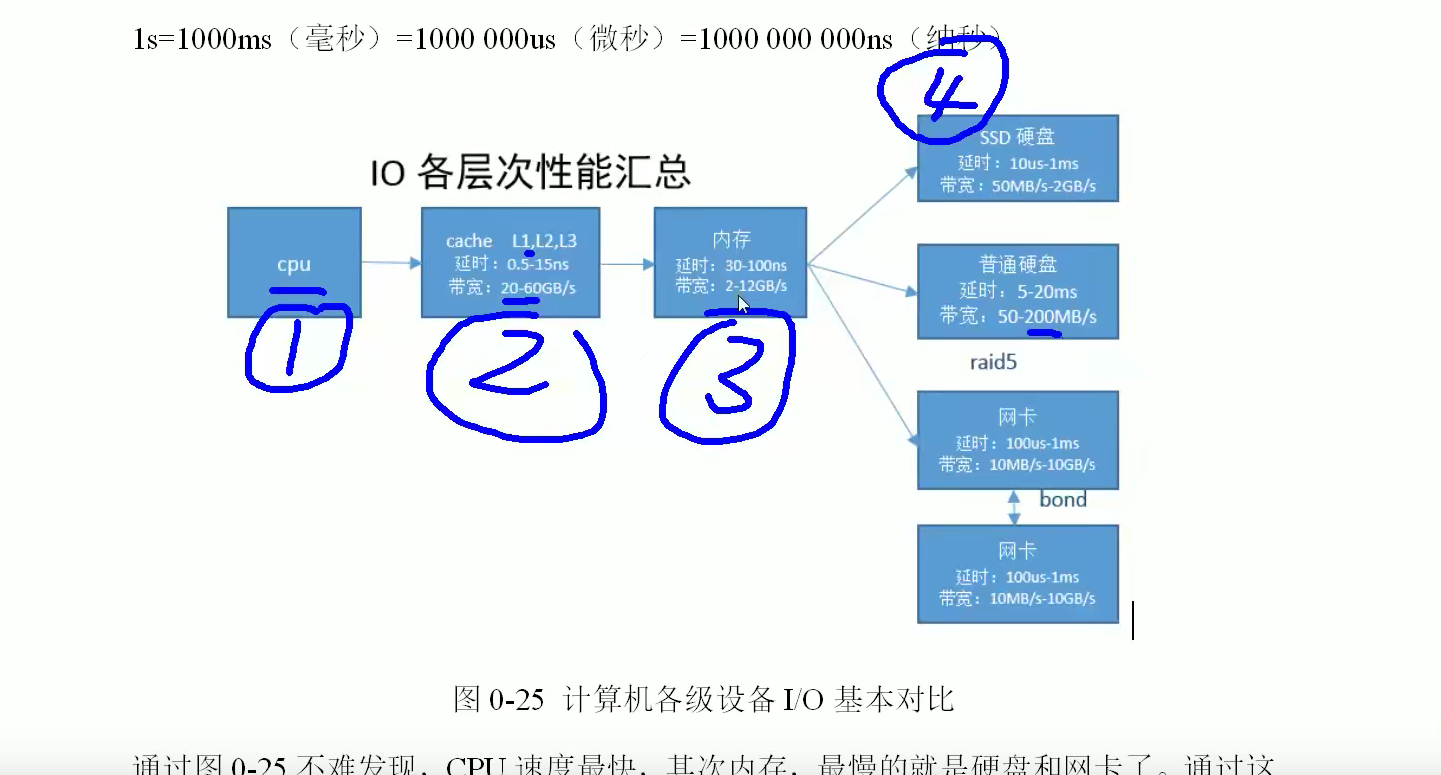 1s=1000ms（毫秒）=1000 000us（微秒）=1000 000 000ns（纳秒）
4
IO 各层次性能汇总
cpu
1
cache L1,L2,L3
延时：0.5-15ns
带宽：20-60GB/s
2
内存
延时：30-100ns
带宽：2-12GB/s
3
SSD 硬盘
延时：10us-1ms
带宽：50MB/s-2GB/s
普通硬盘
延时：5-20ms
带宽：50-200MB/s
raid5
网卡
延时：100us-1ms
带宽：10MB/s-10GB/s
bond
网卡
延时：100us-1ms
带宽：10MB/s-10GB/s
图 0-25 计算机各级设备 I/O 基本对比
通过图 0-25 不难发现，CPU 速度最快，其次内存，最慢的就是硬盘和网卡了。通过这